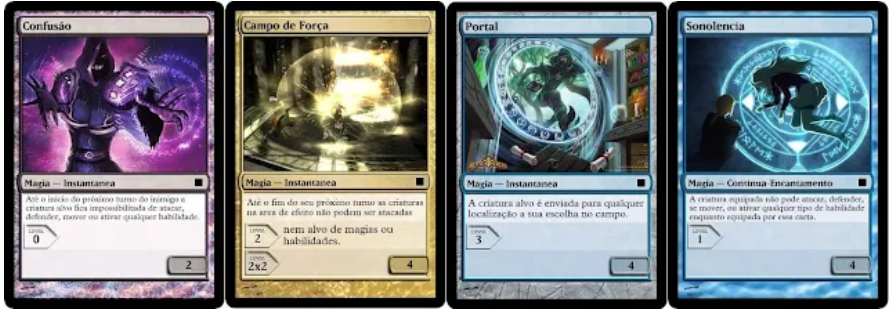 Confusão
Magia — Instantanea
Até o início do próximo turno do inimigo a
criatura alvo fica impossibilitada de atacar,
defender, mover ou ativar qualquer habilidade.
LEVEL
0
2
Campo de Força
Magia — Instantanea
Até o fim do seu próximo turno as criaturas
na area de efeito não podem ser atacadas
LEVEL
2
nem alvo de magias ou
habilidades.
LEVEL
2x2
4
Portal
Magia — Instantanea
A criatura alvo é enviada para qualquer
localização a sua escolha no campo.
LEVEL
3
4
Sonolencia
Magia — Continua-Encantamento
A criatura equipada não pode atacar, defender,
se mover, ou ativar qualquer tipo de habilidade
enquanto equipada por essa carta.
LEVEL
1
4